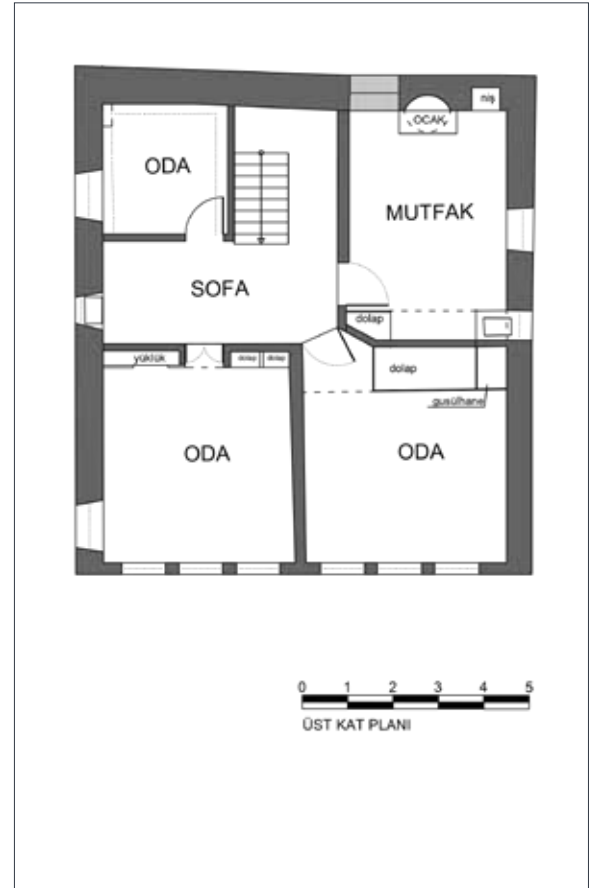 niş
OCAK
ODA
MUTFAK
SOFA
dolap
yüklük
dolap dolap
dolap
gusülhane
ODA
ODA
0 1 2 3 4 5
ÜST KAT PLANI